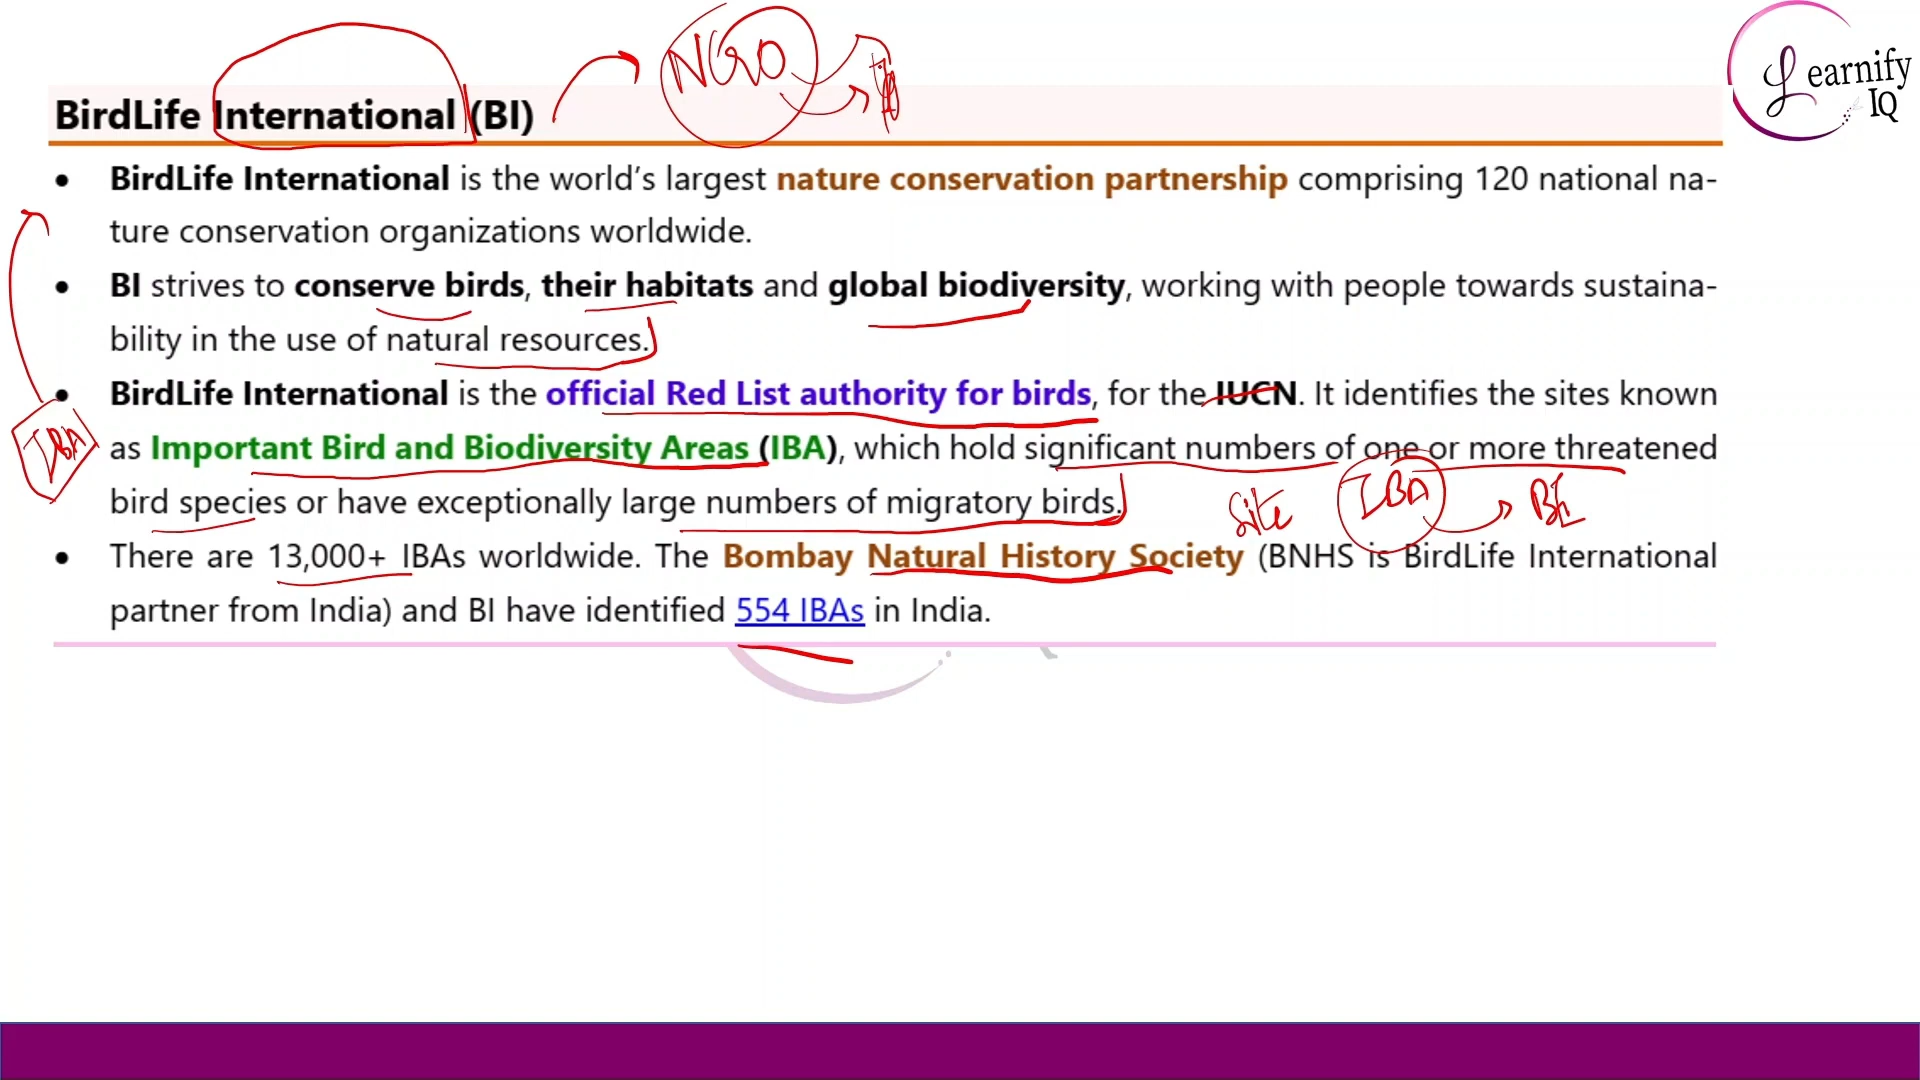 NGO
Learnify
IQ
BirdLife International (BI)
• BirdLife International is the world's largest nature conservation partnership comprising 120 national na-
ture conservation organizations worldwide.
• BI strives to conserve birds, their habitats and global biodiversity, working with people towards sustaina-
bility in the use of natural resources.
• BirdLife International is the official Red List authority for birds, for the IUCN. It identifies the sites known
IBA
as Important Bird and Biodiversity Areas (IBA), which hold significant numbers of one or more threatened
bird species or have exceptionally large numbers of migratory birds.
Site IBA BI
• There are 13,000+ IBAs worldwide. The Bombay Natural History Society (BNHS is BirdLife International
partner from India) and BI have identified 554 IBAs in India.